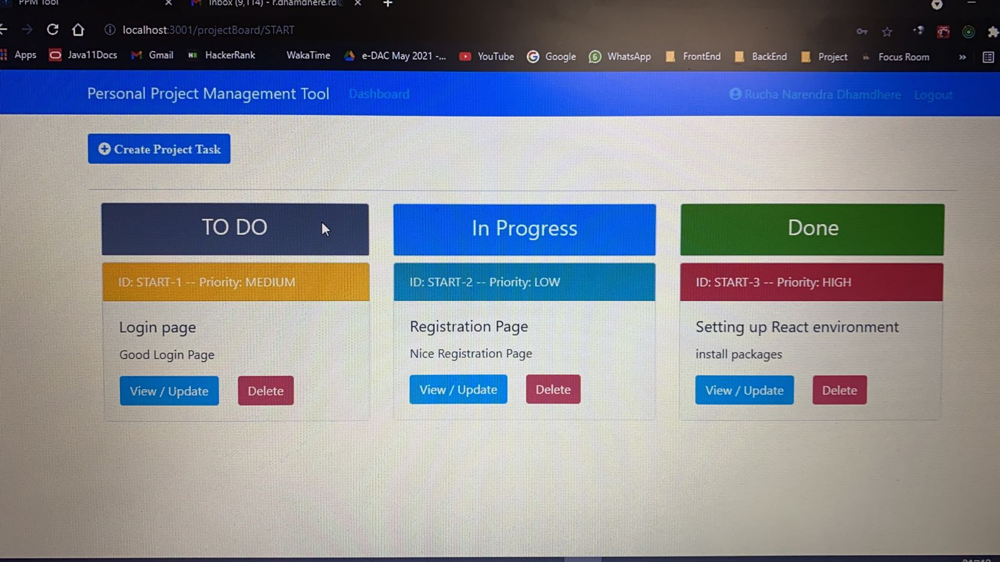 PPM Tool
Inbox (9,114) - r.dhamdhere.rd@
localhost:3001/projectBoard/START
Apps Java11Docs Gmail HackerRank WakaTime e-DAC May 2021 -... YouTube Google WhatsApp FrontEnd BackEnd Project Focus Room »
Personal Project Management Tool Dashboard Rucha Narendra Dhamdhere Logout
Create Project Task
TO DO
ID: START-1 -- Priority: MEDIUM
Login page
Good Login Page
View / Update Delete
In Progress
ID: START-2 -- Priority: LOW
Registration Page
Nice Registration Page
View / Update Delete
Done
ID: START-3 -- Priority: HIGH
Setting up React environment
install packages
View / Update Delete